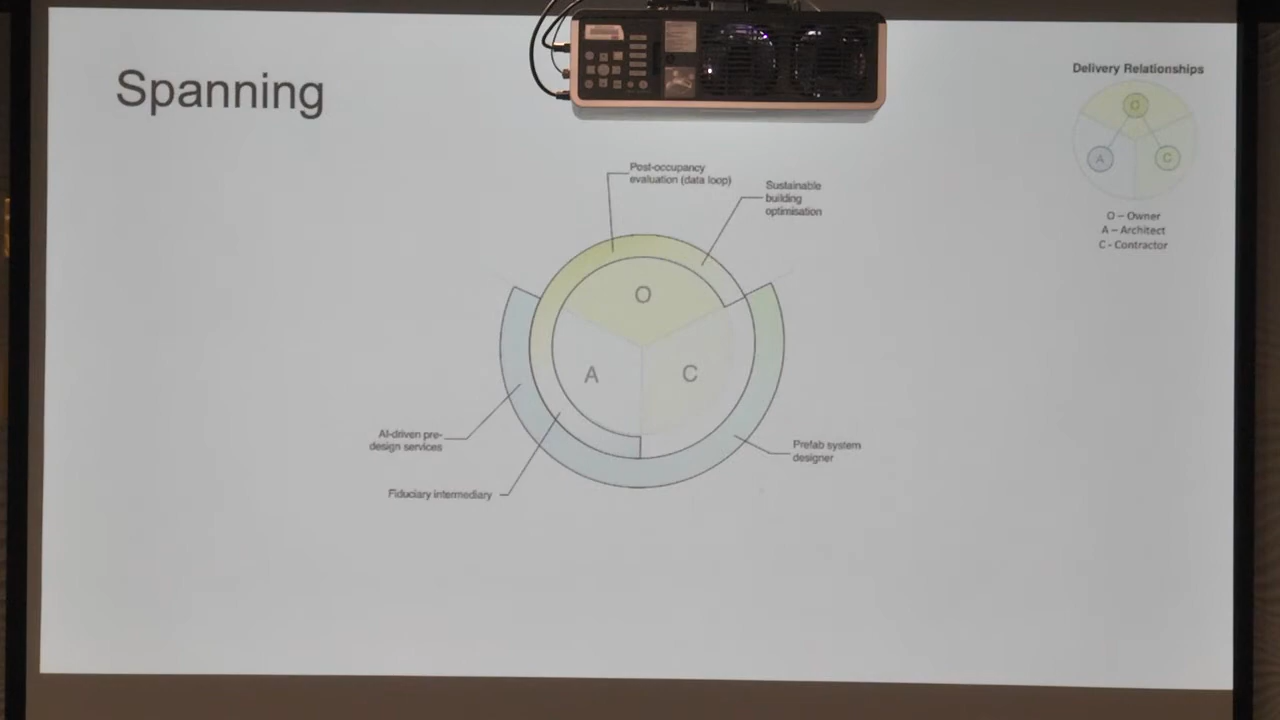 Spanning
Delivery Relationships
O
A
C
O – Owner
A – Architect
C - Contractor
Post-occupancy
evaluation (data loop)
Sustainable
building
optimisation
O
A
C
AI-driven pre-
design services
Fiduciary intermediary
Prefab system
designer